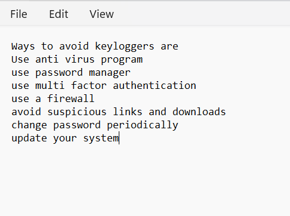 File Edit View
Ways to avoid keyloggers are
Use anti virus program
use password manager
use multi factor authentication
use a firewall
avoid suspicious links and downloads
change password periodically
update your system